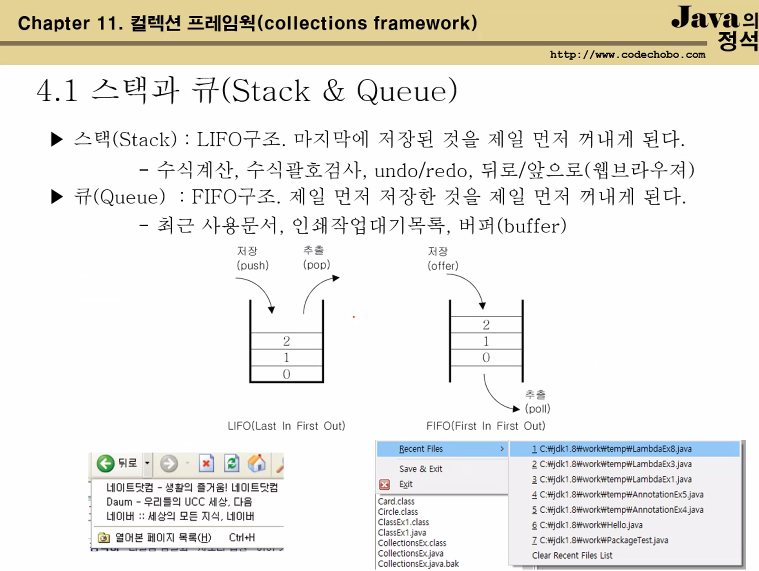 Chapter 11. 컬렉션 프레임웍(collections framework)
Java의
정석
http://www.codechobo.com
4.1 스택과 큐(Stack & Queue)
▶ 스택(Stack) : LIFO구조. 마지막에 저장된 것을 제일 먼저 꺼내게 된다.
- 수식계산, 수식괄호검사, undo/redo, 뒤로/앞으로(웹브라우져)
▶ 큐(Queue) : FIFO구조. 제일 먼저 저장한 것을 제일 먼저 꺼내게 된다.
- 최근 사용문서, 인쇄작업대기목록, 버퍼(buffer)
저장
(push)
추출
(pop)
2
1
0
LIFO(Last In First Out)
저장
(offer)
2
1
0
추출
(poll)
FIFO(First In First Out)
뒤로
네이트닷컴 - 생활의 즐거움! 네이트닷컴
Daum - 우리들의 UCC 세상, 다음
네이버 :: 세상의 모든 지식, 네이버
열어본 페이지 목록(H) Ctrl+H
Recent Files
Save & Exit
Exit
Card.class
Circle.class
ClassEx1.class
ClassEx1.java
CollectionsEx.class
CollectionsEx.java
CollectionsEx.java.bak
1 C:₩jdk1.8₩work₩temp₩LambdaEx8.java
2 C:₩jdk1.8₩work₩temp₩LambdaEx3.java
3 C:₩jdk1.8₩work₩temp₩LambdaEx1.java
4 C:₩jdk1.8₩work₩temp₩AnnotationEx5.java
5 C:₩jdk1.8₩work₩temp₩AnnotationEx4.java
6 C:₩jdk1.8₩work₩Hello.java
7 C:₩jdk1.8₩work₩PackageTest.java
Clear Recent Files List